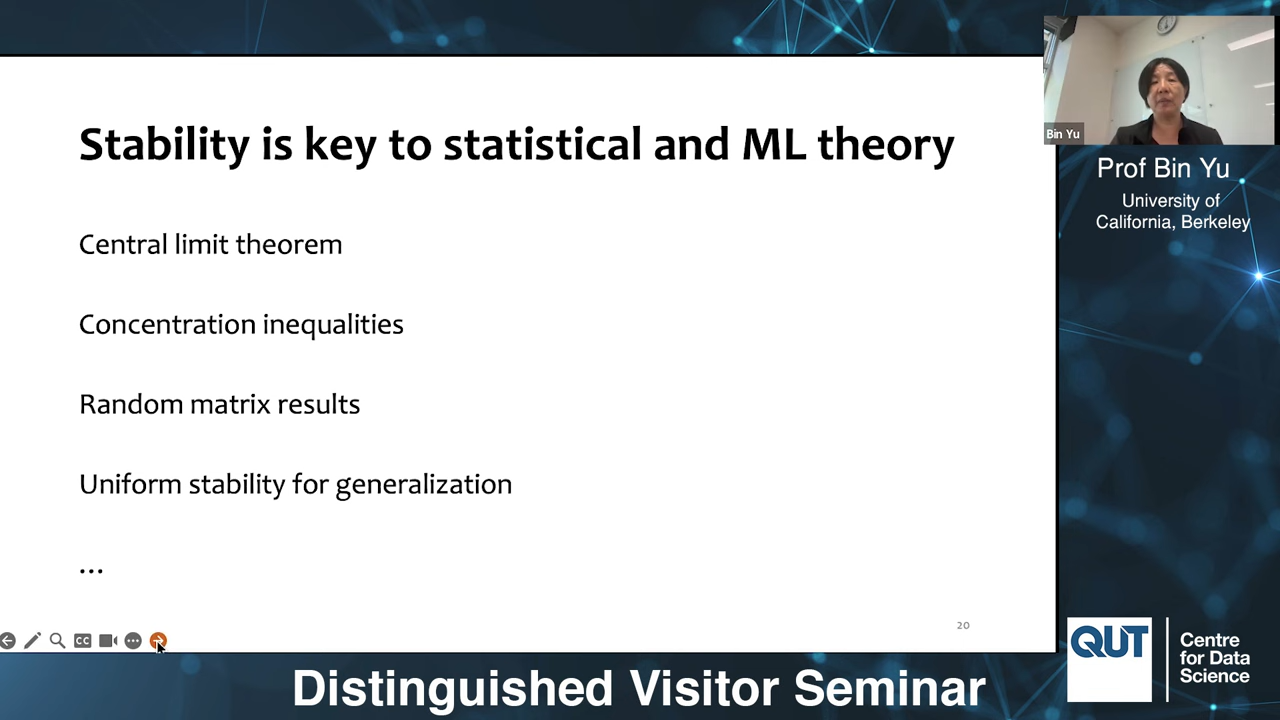 Stability is key to statistical and ML theory
Central limit theorem
Concentration inequalities
Random matrix results
Uniform stability for generalization
...
20
CC
Bin Yu
Prof Bin Yu
University of
California, Berkeley
QUT
Centre
for Data
Science
Distinguished Visitor Seminar